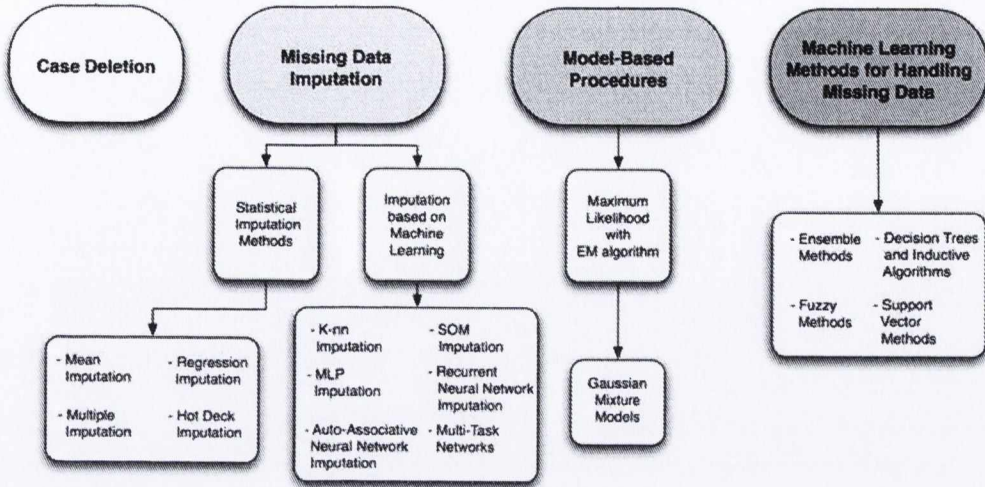 Case Deletion
Missing Data
Imputation
Model-Based
Procedures
Machine Learning
Methods for Handling
Missing Data
Statistical
Imputation
Methods
Imputation
based on
Machine
Learning
Maximum
Likelihood
with
EM algorithm
- Ensemble
Methods
- Decision Trees
and Inductive
Algorithms
- Fuzzy
Methods
- Support
Vector
Methods
- Mean
Imputation
- Regression
Imputation
- Multiple
Imputation
- Hot Deck
Imputation
- K-nn
Imputation
- SOM
Imputation
- MLP
Imputation
- Recurrent
Neural Network
Imputation
- Auto-Associative
Neural Network
Imputation
- Multi-Task
Networks
Gaussian
Mixture
Models